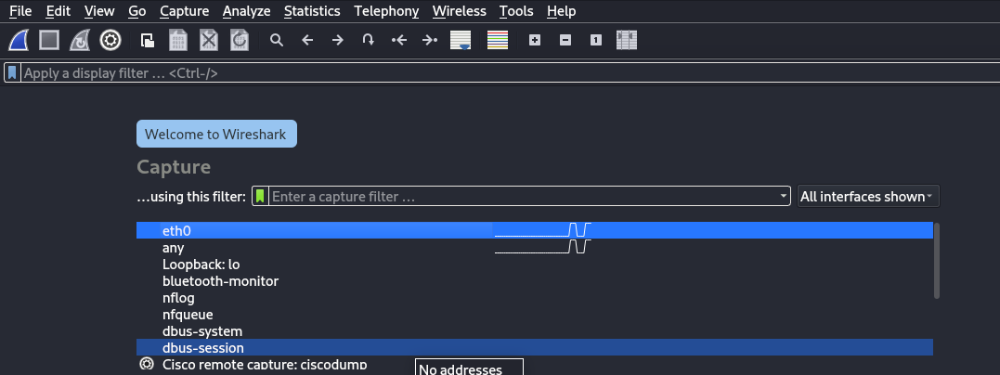 File Edit View Go Capture Analyze Statistics Telephony Wireless Tools Help
1
Apply a display filter … <Ctrl-/>
Welcome to Wireshark
Capture
…using this filter: Enter a capture filter … All interfaces shown
eth0
any
Loopback: lo
bluetooth-monitor
nflog
nfqueue
dbus-system
dbus-session
Cisco remote capture: ciscodump
No addresses